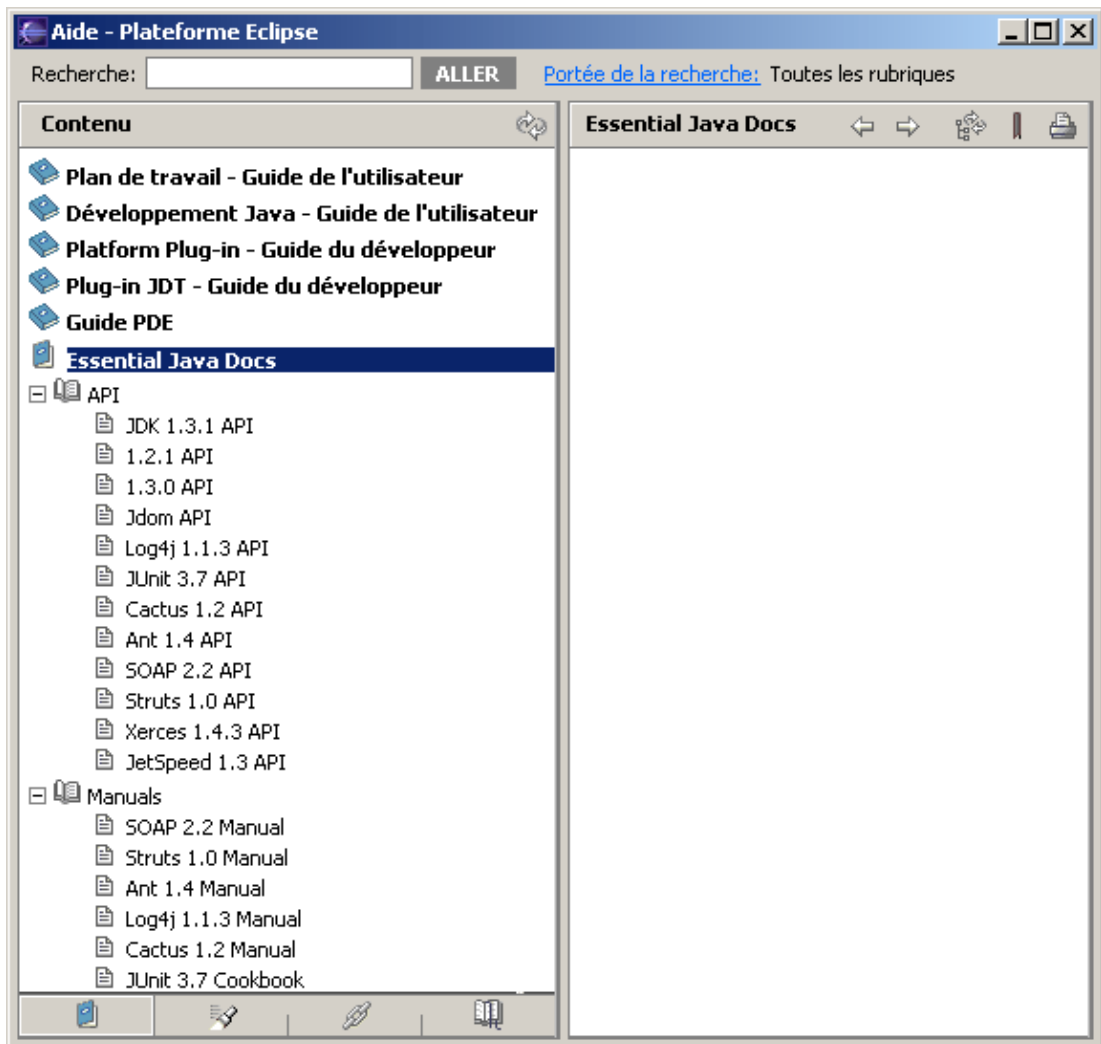 Aide - Plateforme Eclipse
Recherche: ALLER Portée de la recherche: Toutes les rubriques
Contenu
Essential Java Docs
Plan de travail - Guide de l'utilisateur
Développement Java - Guide de l'utilisateur
Platform Plug-in - Guide du développeur
Plug-in JDT - Guide du développeur
Guide PDE
Essential Java Docs
API
JDK 1.3.1 API
1.2.1 API
1.3.0 API
Jdom API
Log4j 1.1.3 API
JUnit 3.7 API
Cactus 1.2 API
Ant 1.4 API
SOAP 2.2 API
Struts 1.0 API
Xerces 1.4.3 API
JetSpeed 1.3 API
Manuals
SOAP 2.2 Manual
Struts 1.0 Manual
Ant 1.4 Manual
Log4j 1.1.3 Manual
Cactus 1.2 Manual
JUnit 3.7 Cookbook